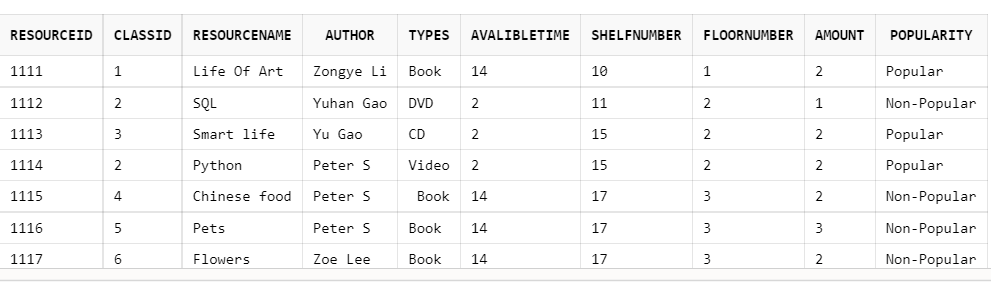 RESOURCEID CLASSID RESOURCENAME AUTHOR TYPES AVALIBLETIME SHELFNUMBER FLOORNUMBER AMOUNT POPULARITY
1111 1 Life Of Art Zongye Li Book 14 10 1 2 Popular
1112 2 SQL Yuhan Gao DVD 2 11 2 1 Non-Popular
1113 3 Smart life Yu Gao CD 2 15 2 2 Popular
1114 2 Python Peter S Video 2 15 2 2 Popular
1115 4 Chinese food Peter S Book 14 17 3 2 Non-Popular
1116 5 Pets Peter S Book 14 17 3 3 Non-Popular
1117 6 Flowers Zoe Lee Book 14 17 3 2 Non-Popular